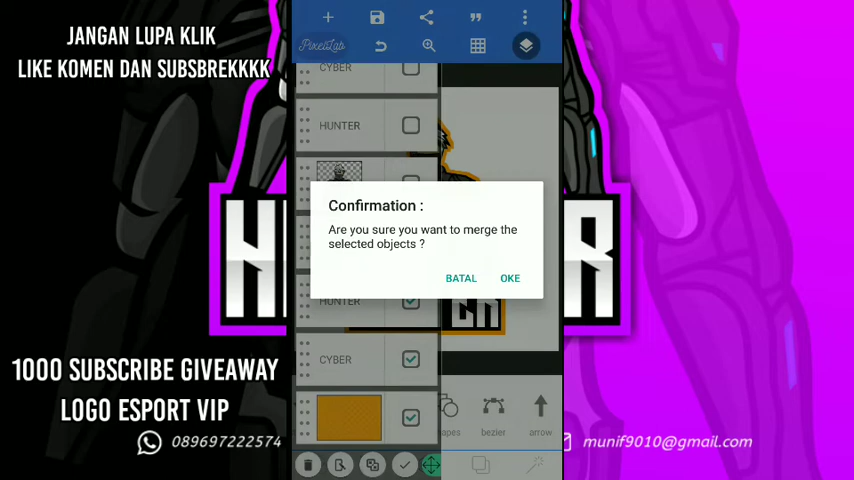 JANGAN LUPA KLIK
LIKE KOMEN DAN SUBSBREKKKK
PixelLab
CYBER
HUNTER
Confirmation :
Are you sure you want to merge the
selected objects ?
BATAL
OKE
HUNTER
CYBER
apes
bezier
arrow
1000 SUBSCRIBE GIVEAWAY
LOGO ESPORT VIP
089697222574
munif9010@gmail.com